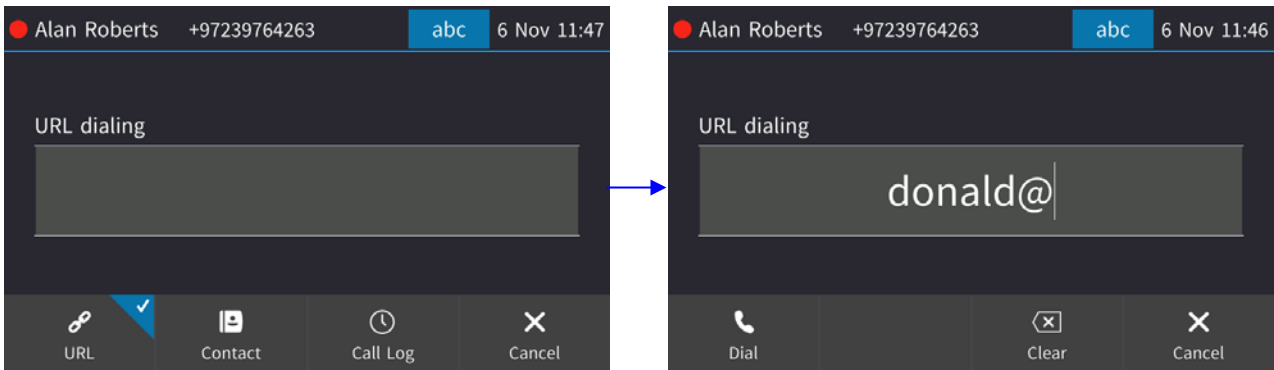 Alan Roberts +97239764263 abc 6 Nov 11:47
URL dialing
URL Contact Call Log Cancel
Alan Roberts +97239764263 abc 6 Nov 11:46
URL dialing
donald@
Dial Clear Cancel